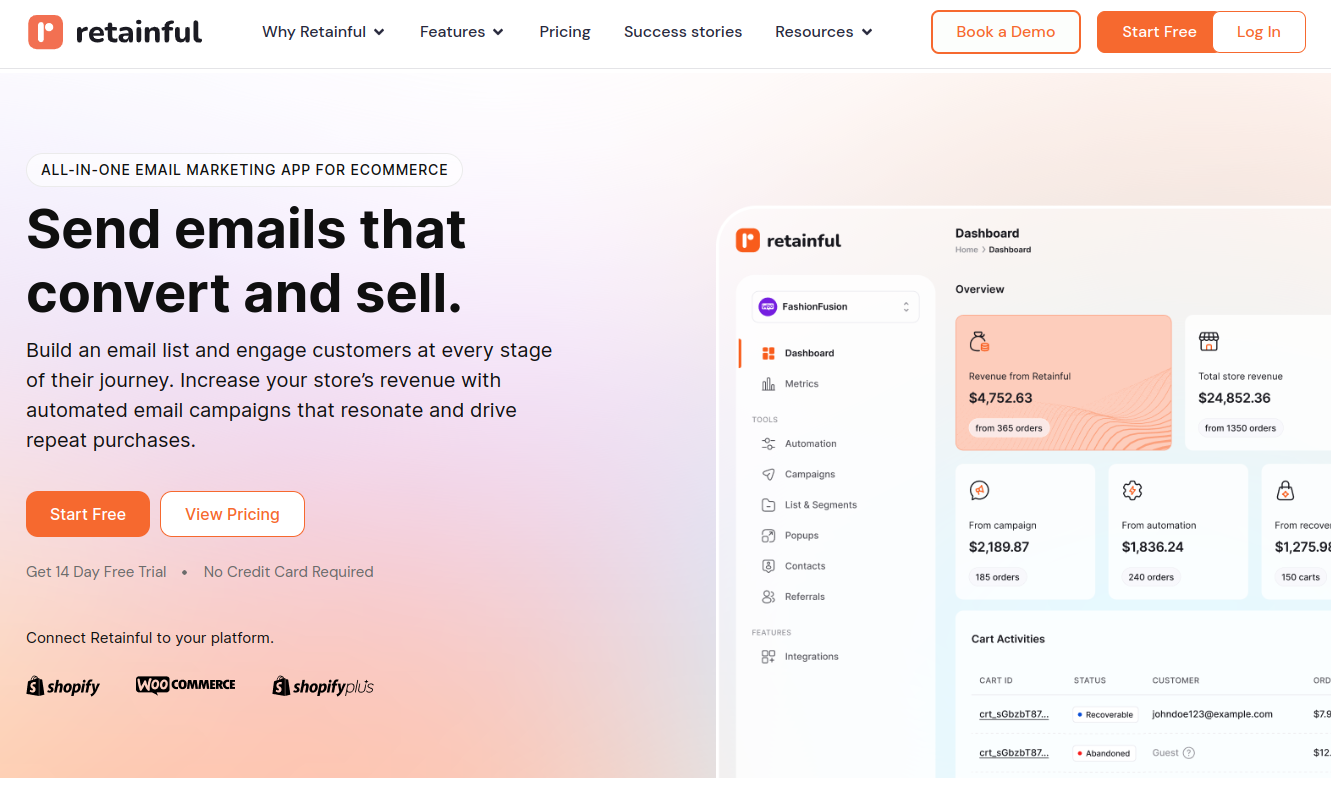 retainful
Why Retainful
Features
Pricing
Success stories
Resources
Book a Demo
Start Free
Log In
ALL-IN-ONE EMAIL MARKETING APP FOR ECOMMERCE
Send emails that
convert and sell.
Build an email list and engage customers at every stage
of their journey. Increase your store’s revenue with
automated email campaigns that resonate and drive
repeat purchases.
Start Free
View Pricing
Get 14 Day Free Trial • No Credit Card Required
Connect Retainful to your platform.
shopify
WOO COMMERCE
shopifyplus
retainful
woo
FashionFusion
Dashboard
Metrics
TOOLS
Automation
Campaigns
List & Segments
Popups
Contacts
Referrals
FEATURES
Integrations
Dashboard
Home > Dashboard
Overview
Revenue from Retainful
$4,752.63
from 365 orders
Total store revenue
$24,852.36
from 1350 orders
From campaign
$2,189.87
185 orders
From automation
$1,836.24
240 orders
From recover
$1,275.98
150 carts
Cart Activities
CART ID STATUS CUSTOMER ORD
crt_sGbzbT87... Recoverable johndoe123@example.com $7.9
crt_sGbzbT87... Abandoned Guest ? $12.